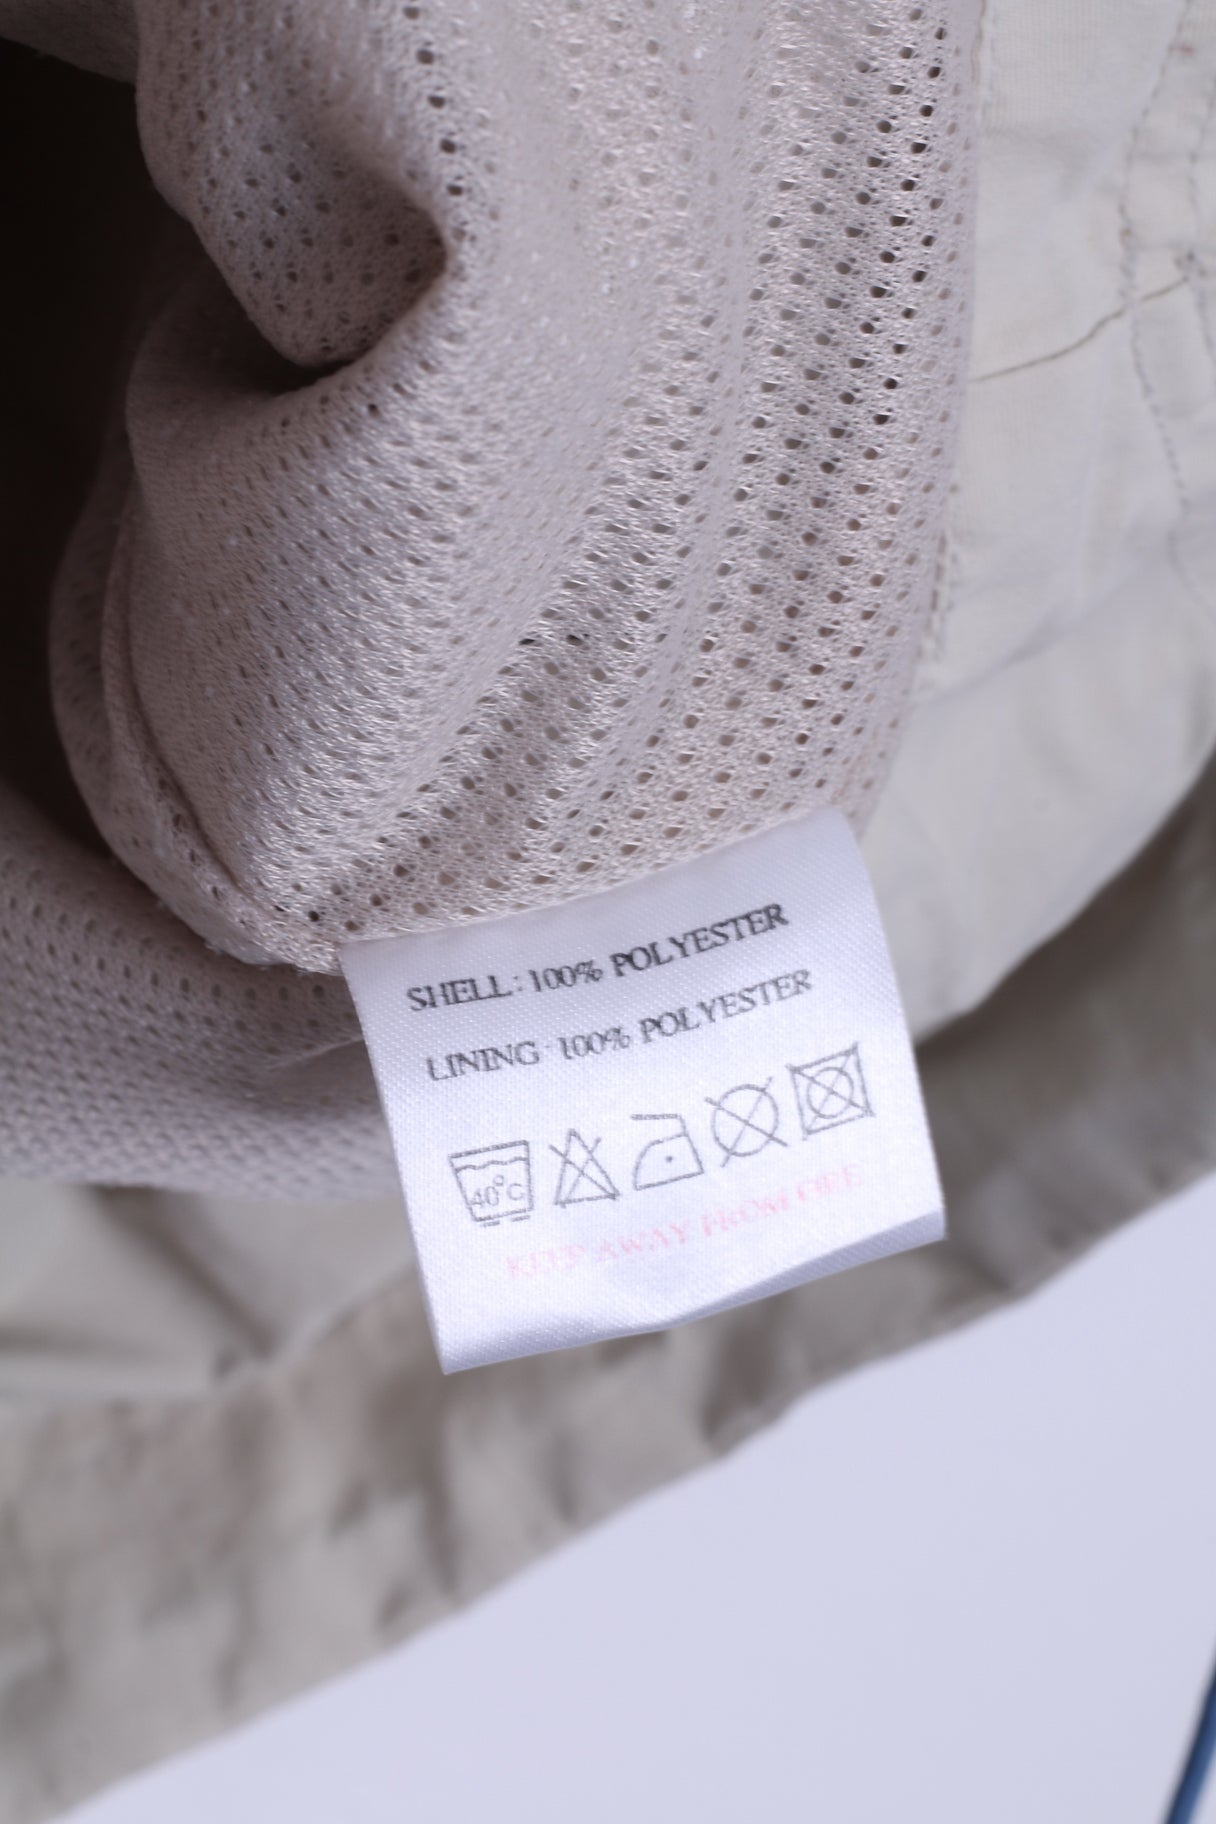 SHELL: 100% POLYESTER
LINING: 100% POLYESTER
40°C
KEEP AWAY FROM FIRE